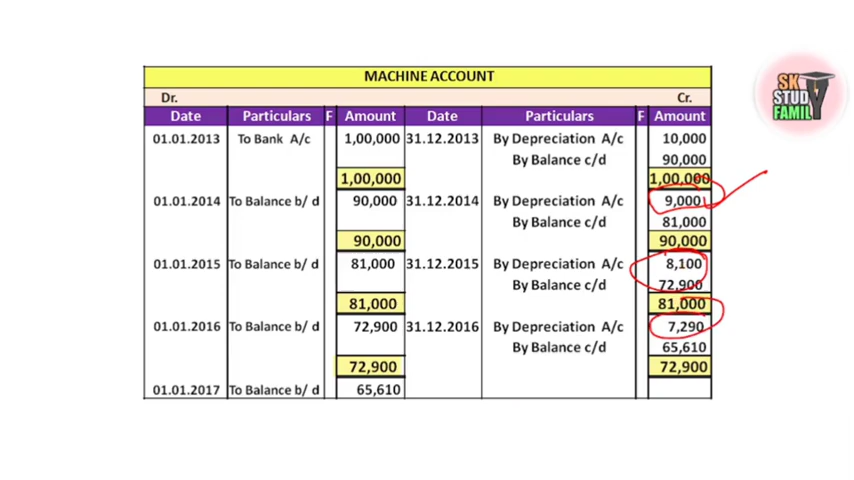 MACHINE ACCOUNT
Dr. Cr.
Date Particulars F Amount Date Particulars F Amount
01.01.2013 To Bank A/c 1,00,000 31.12.2013 By Depreciation A/c 10,000
By Balance c/d 90,000
1,00,000 1,00,000
01.01.2014 To Balance b/ d 90,000 31.12.2014 By Depreciation A/c 9,000
By Balance c/d 81,000
90,000 90,000
01.01.2015 To Balance b/ d 81,000 31.12.2015 By Depreciation A/c 8,100
By Balance c/d 72,900
81,000 81,000
01.01.2016 To Balance b/ d 72,900 31.12.2016 By Depreciation A/c 7,290
By Balance c/d 65,610
72,900 72,900
01.01.2017 To Balance b/ d 65,610
SK
STUDY
FAMILY